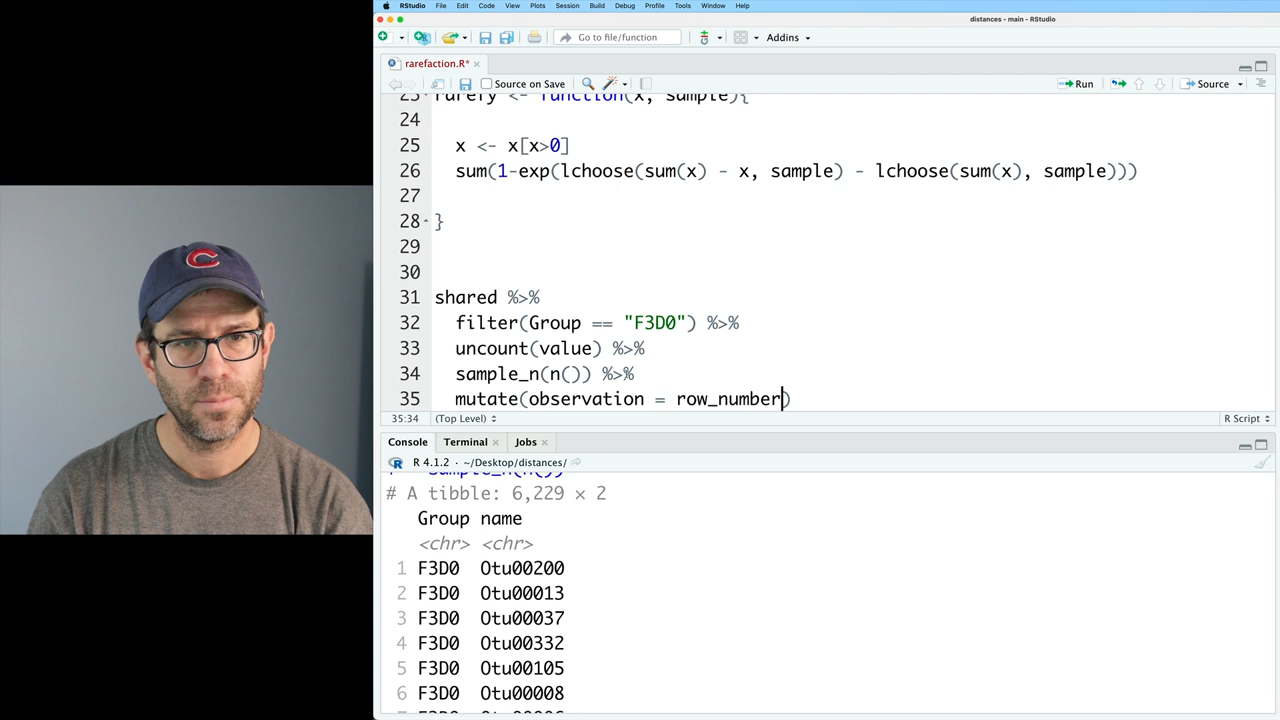 RStudio File Edit Code View Plots Session Build Debug Profile Tools Window Help
distances - main - RStudio
Go to file/function Addins
rarefaction.R*
Source on Save Run Source
23 rarefy <- function(x, sample){
24
25 x <- x[x>0]
26 sum(1-exp(lchoose(sum(x) - x, sample) - lchoose(sum(x), sample)))
27
28 }
29
30
31 shared %>%
32 filter(Group == "F3D0") %>%
33 uncount(value) %>%
34 sample_n(n()) %>%
35 mutate(observation = row_number)
35:34 (Top Level) R Script
Console Terminal Jobs
R 4.1.2 · ~/Desktop/distances/
+ sample_n(n())
# A tibble: 6,229 × 2
Group name
<chr> <chr>
1 F3D0 Otu00200
2 F3D0 Otu00013
3 F3D0 Otu00037
4 F3D0 Otu00332
5 F3D0 Otu00105
6 F3D0 Otu00008
C